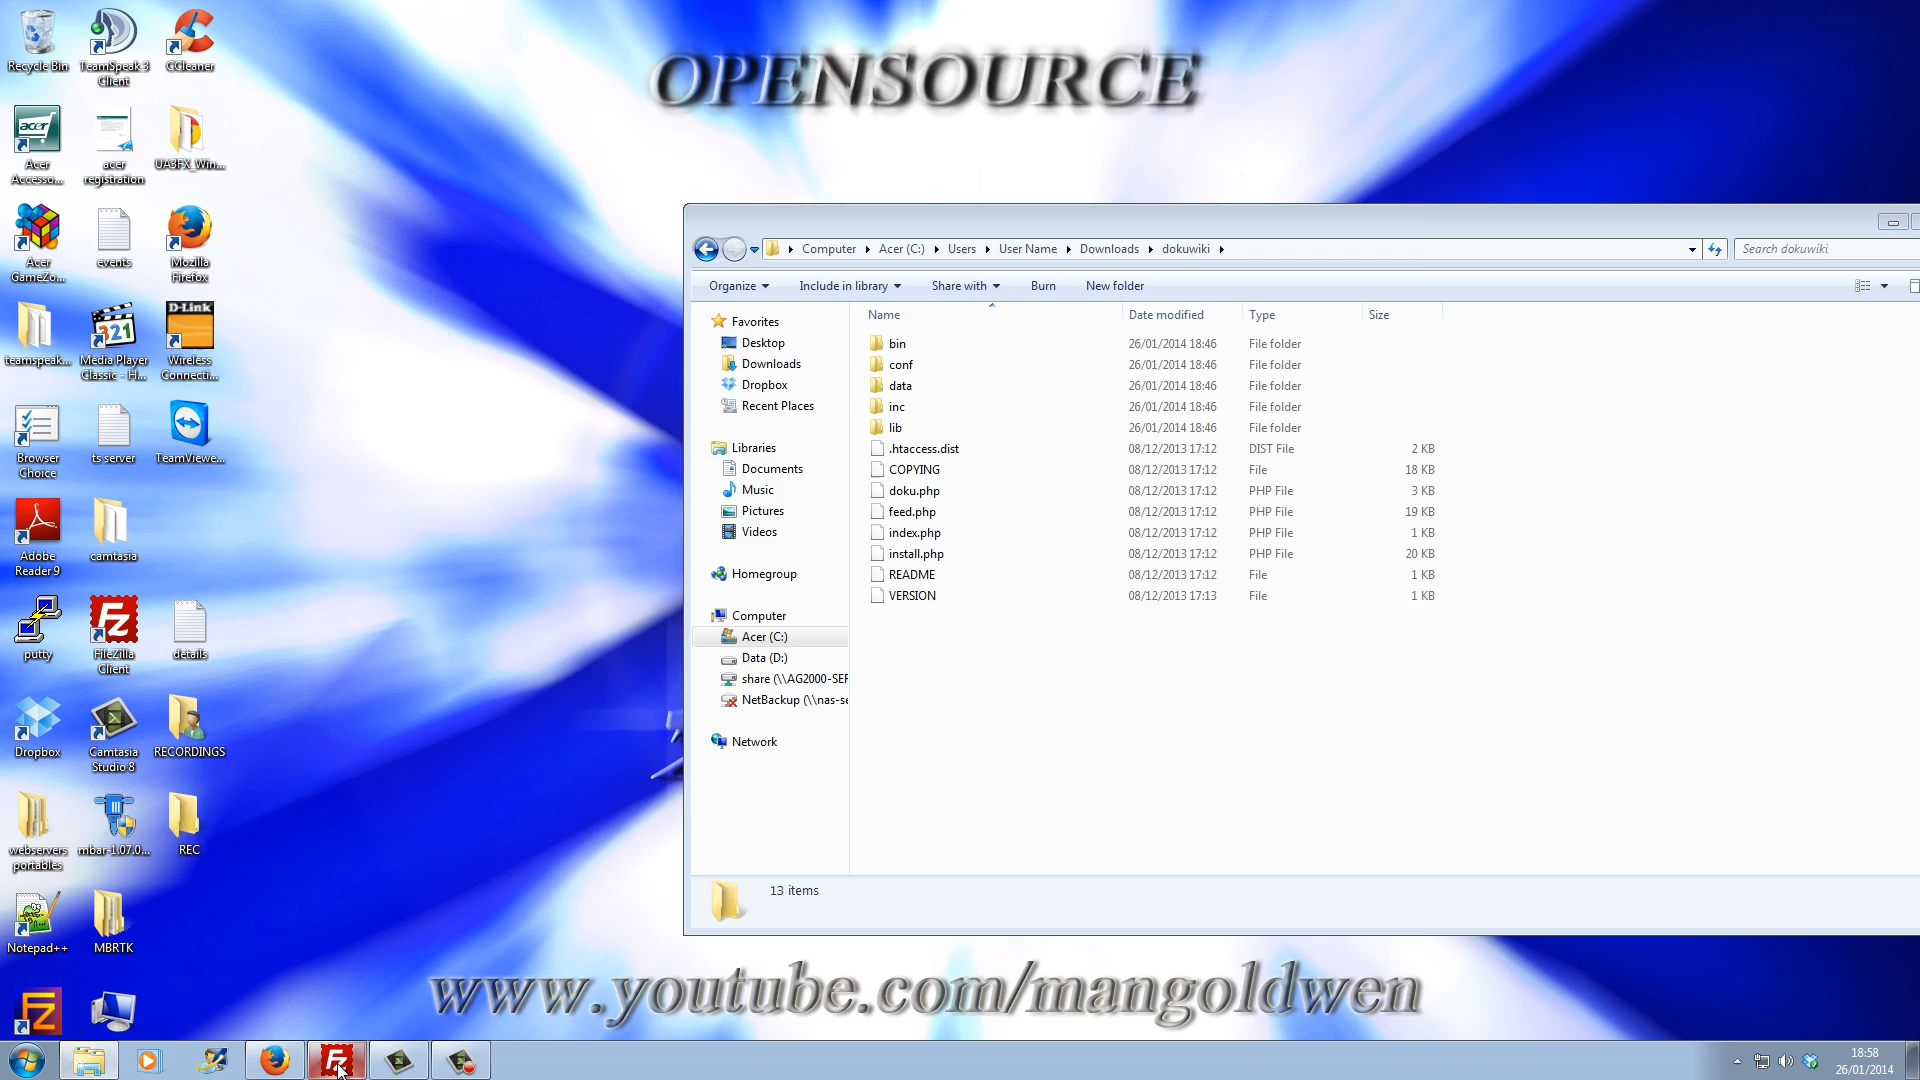 OPENSOURCE
Recycle Bin
TeamSpeak 3
Client
CCleaner
acer
Acer
Accesso...
acer
registration
UA3FX_Win...
Acer
GameZo...
events
Mozilla
Firefox
teamspeak...
321
Media Player
Classic - H...
D-Link
Wireless
Connecti...
Browser
Choice
ts server
TeamViewe...
Adobe
Reader 9
camtasia
putty
Fz
FileZilla
Client
details
Dropbox
Camtasia
Studio 8
RECORDINGS
webservers
portables
mbar-1.07.0...
REC
Notepad++
MBRTK
Fz
Computer
Acer (C:)
Users
User Name
Downloads
dokuwiki
Search dokuwiki
Organize
Include in library
Share with
Burn
New folder
Favorites
Desktop
Downloads
Dropbox
Recent Places
Libraries
Documents
Music
Pictures
Videos
Homegroup
Computer
Acer (C:)
Data (D:)
share (\\AG2000-SER
NetBackup (\\nas-se
Network
Name Date modified Type Size
bin 26/01/2014 18:46 File folder
conf 26/01/2014 18:46 File folder
data 26/01/2014 18:46 File folder
inc 26/01/2014 18:46 File folder
lib 26/01/2014 18:46 File folder
.htaccess.dist 08/12/2013 17:12 DIST File 2 KB
COPYING 08/12/2013 17:12 File 18 KB
doku.php 08/12/2013 17:12 PHP File 3 KB
feed.php 08/12/2013 17:12 PHP File 19 KB
index.php 08/12/2013 17:12 PHP File 1 KB
install.php 08/12/2013 17:12 PHP File 20 KB
README 08/12/2013 17:12 File 1 KB
VERSION 08/12/2013 17:13 File 1 KB
13 items
www.youtube.com/mangoldwen
Fz
18:58
26/01/2014